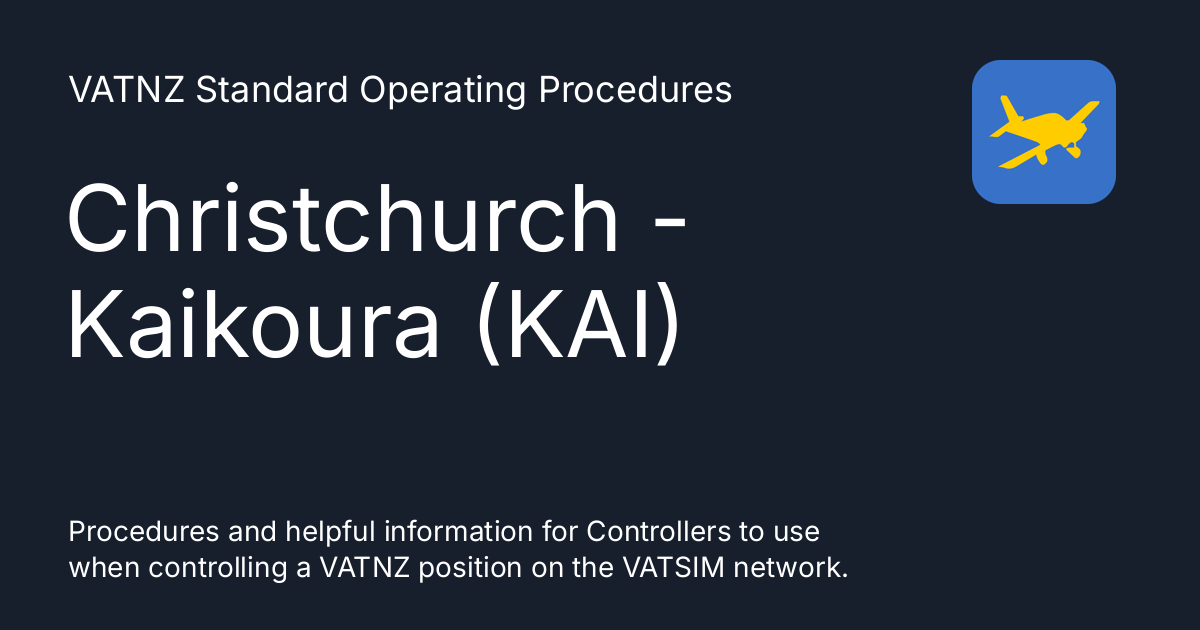 VATNZ Standard Operating Procedures
Christchurch -
Kaikoura (KAI)
Procedures and helpful information for Controllers to use
when controlling a VATNZ position on the VATSIM network.